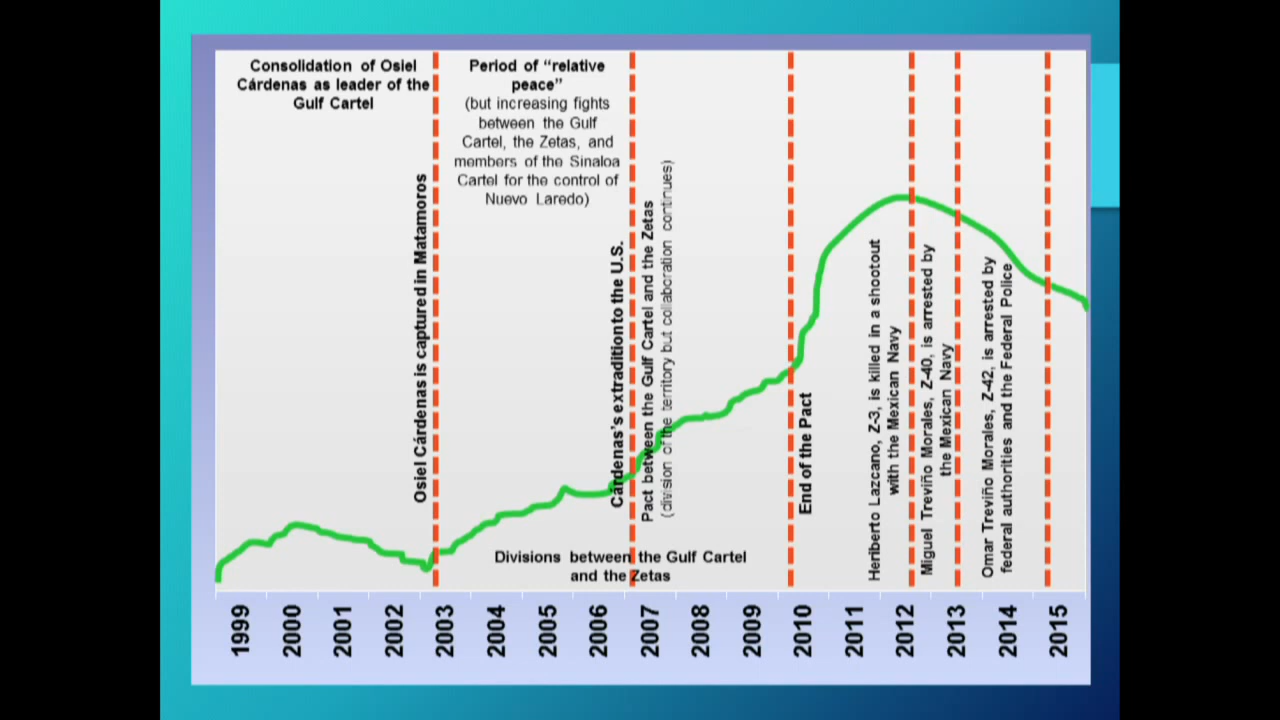 Consolidation of Osiel
Cárdenas as leader of the
Gulf Cartel
Period of “relative
peace”
(but increasing fights
between the Gulf
Cartel, the Zetas, and
members of the Sinaloa
Cartel for the control of
Nuevo Laredo)
Osiel Cárdenas is captured in Matamoros
Cárdenas’s extradition to the U.S.
Pact between the Gulf Cartel and the Zetas
(division of the territory but collaboration continues)
End of the Pact
Heriberto Lazcano, Z-3, is killed in a shootout
with the Mexican Navy
Miguel Treviño Morales, Z-40, is arrested by
the Mexican Navy
Omar Treviño Morales, Z-42, is arrested by
federal authorities and the Federal Police
Divisions between the Gulf Cartel
and the Zetas
1999
2000
2001
2002
2003
2004
2005
2006
2007
2008
2009
2010
2011
2012
2013
2014
2015